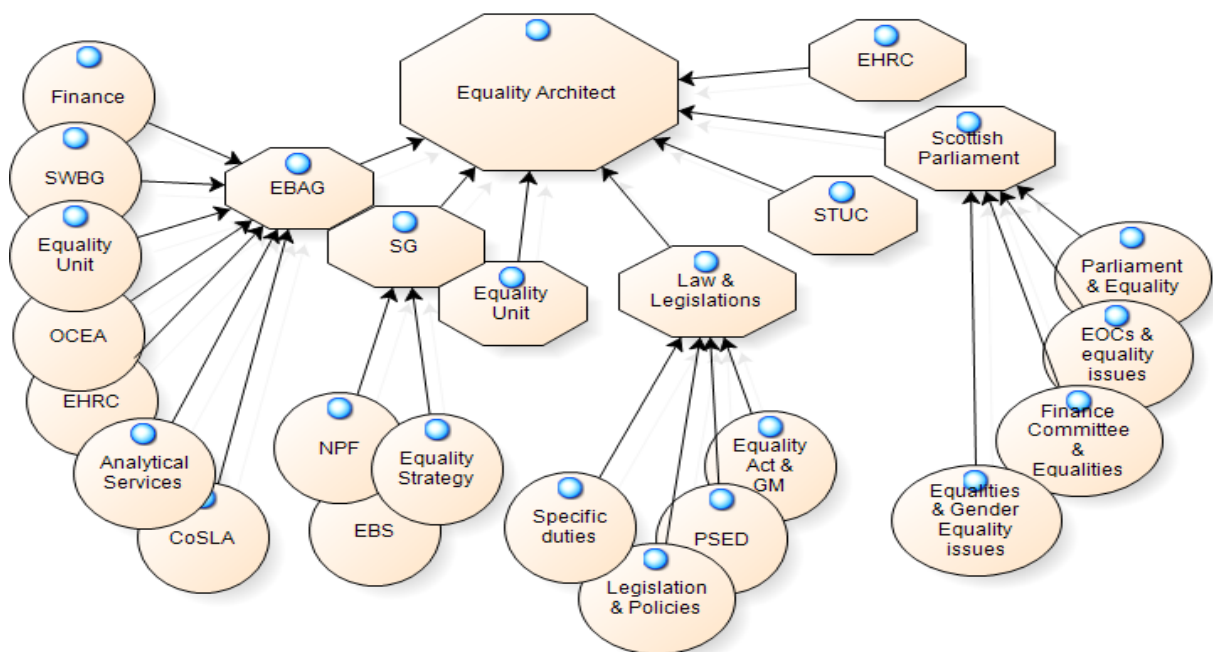 Equality Architect
EHRC
Finance
Scottish
Parliament
SWBG
EBAG
STUC
SG
Equality
Unit
Equality
Unit
Law &
Legislations
Parliament
& Equality
OCEA
EOCs &
equality
issues
EHRC
Finance
Committee
&
Equalities
NPF
Equality
Strategy
Equality
Act &
GM
Analytical
Services
Equalities
& Gender
Equality
issues
CoSLA
EBS
Specific
duties
PSED
Legislation
& Policies